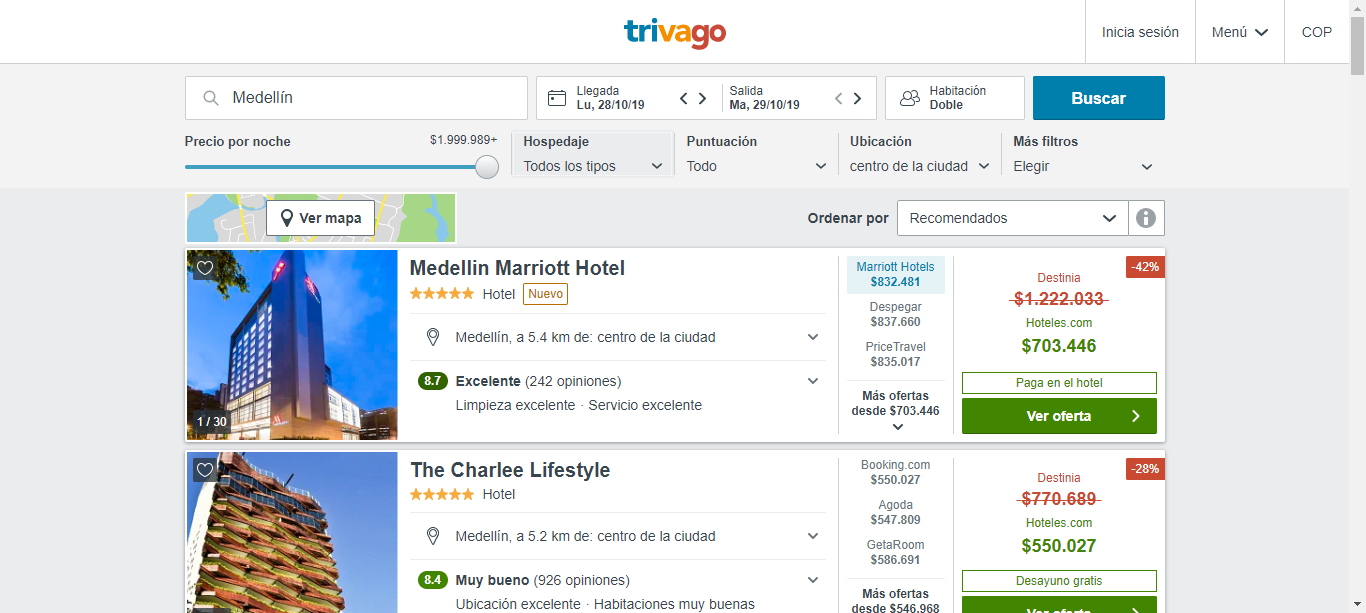 trivago
Inicia sesión
Menú
COP
Medellín
Llegada
Lu, 28/10/19
Salida
Ma, 29/10/19
Habitación
Doble
Buscar
Precio por noche
$1.999.989+
Hospedaje
Todos los tipos
Puntuación
Todo
Ubicación
centro de la ciudad
Más filtros
Elegir
Ver mapa
Ordenar por
Recomendados
Medellin Marriott Hotel
Hotel
Nuevo
Medellín, a 5.4 km de: centro de la ciudad
8.7 Excelente (242 opiniones)
Limpieza excelente · Servicio excelente
1 / 30
Marriott Hotels
$832.481
Despegar
$837.660
PriceTravel
$835.017
Más ofertas
desde $703.446
-42%
Destinia
$1.222.033
Hoteles.com
$703.446
Paga en el hotel
Ver oferta
The Charlee Lifestyle
Hotel
Medellín, a 5.2 km de: centro de la ciudad
8.4 Muy bueno (926 opiniones)
Ubicación excelente · Habitaciones muy buenas
Booking.com
$550.027
Agoda
$547.809
GetaRoom
$586.691
Más ofertas
desde $546.968
-28%
Destinia
$770.689
Hoteles.com
$550.027
Desayuno gratis
Ver oferta